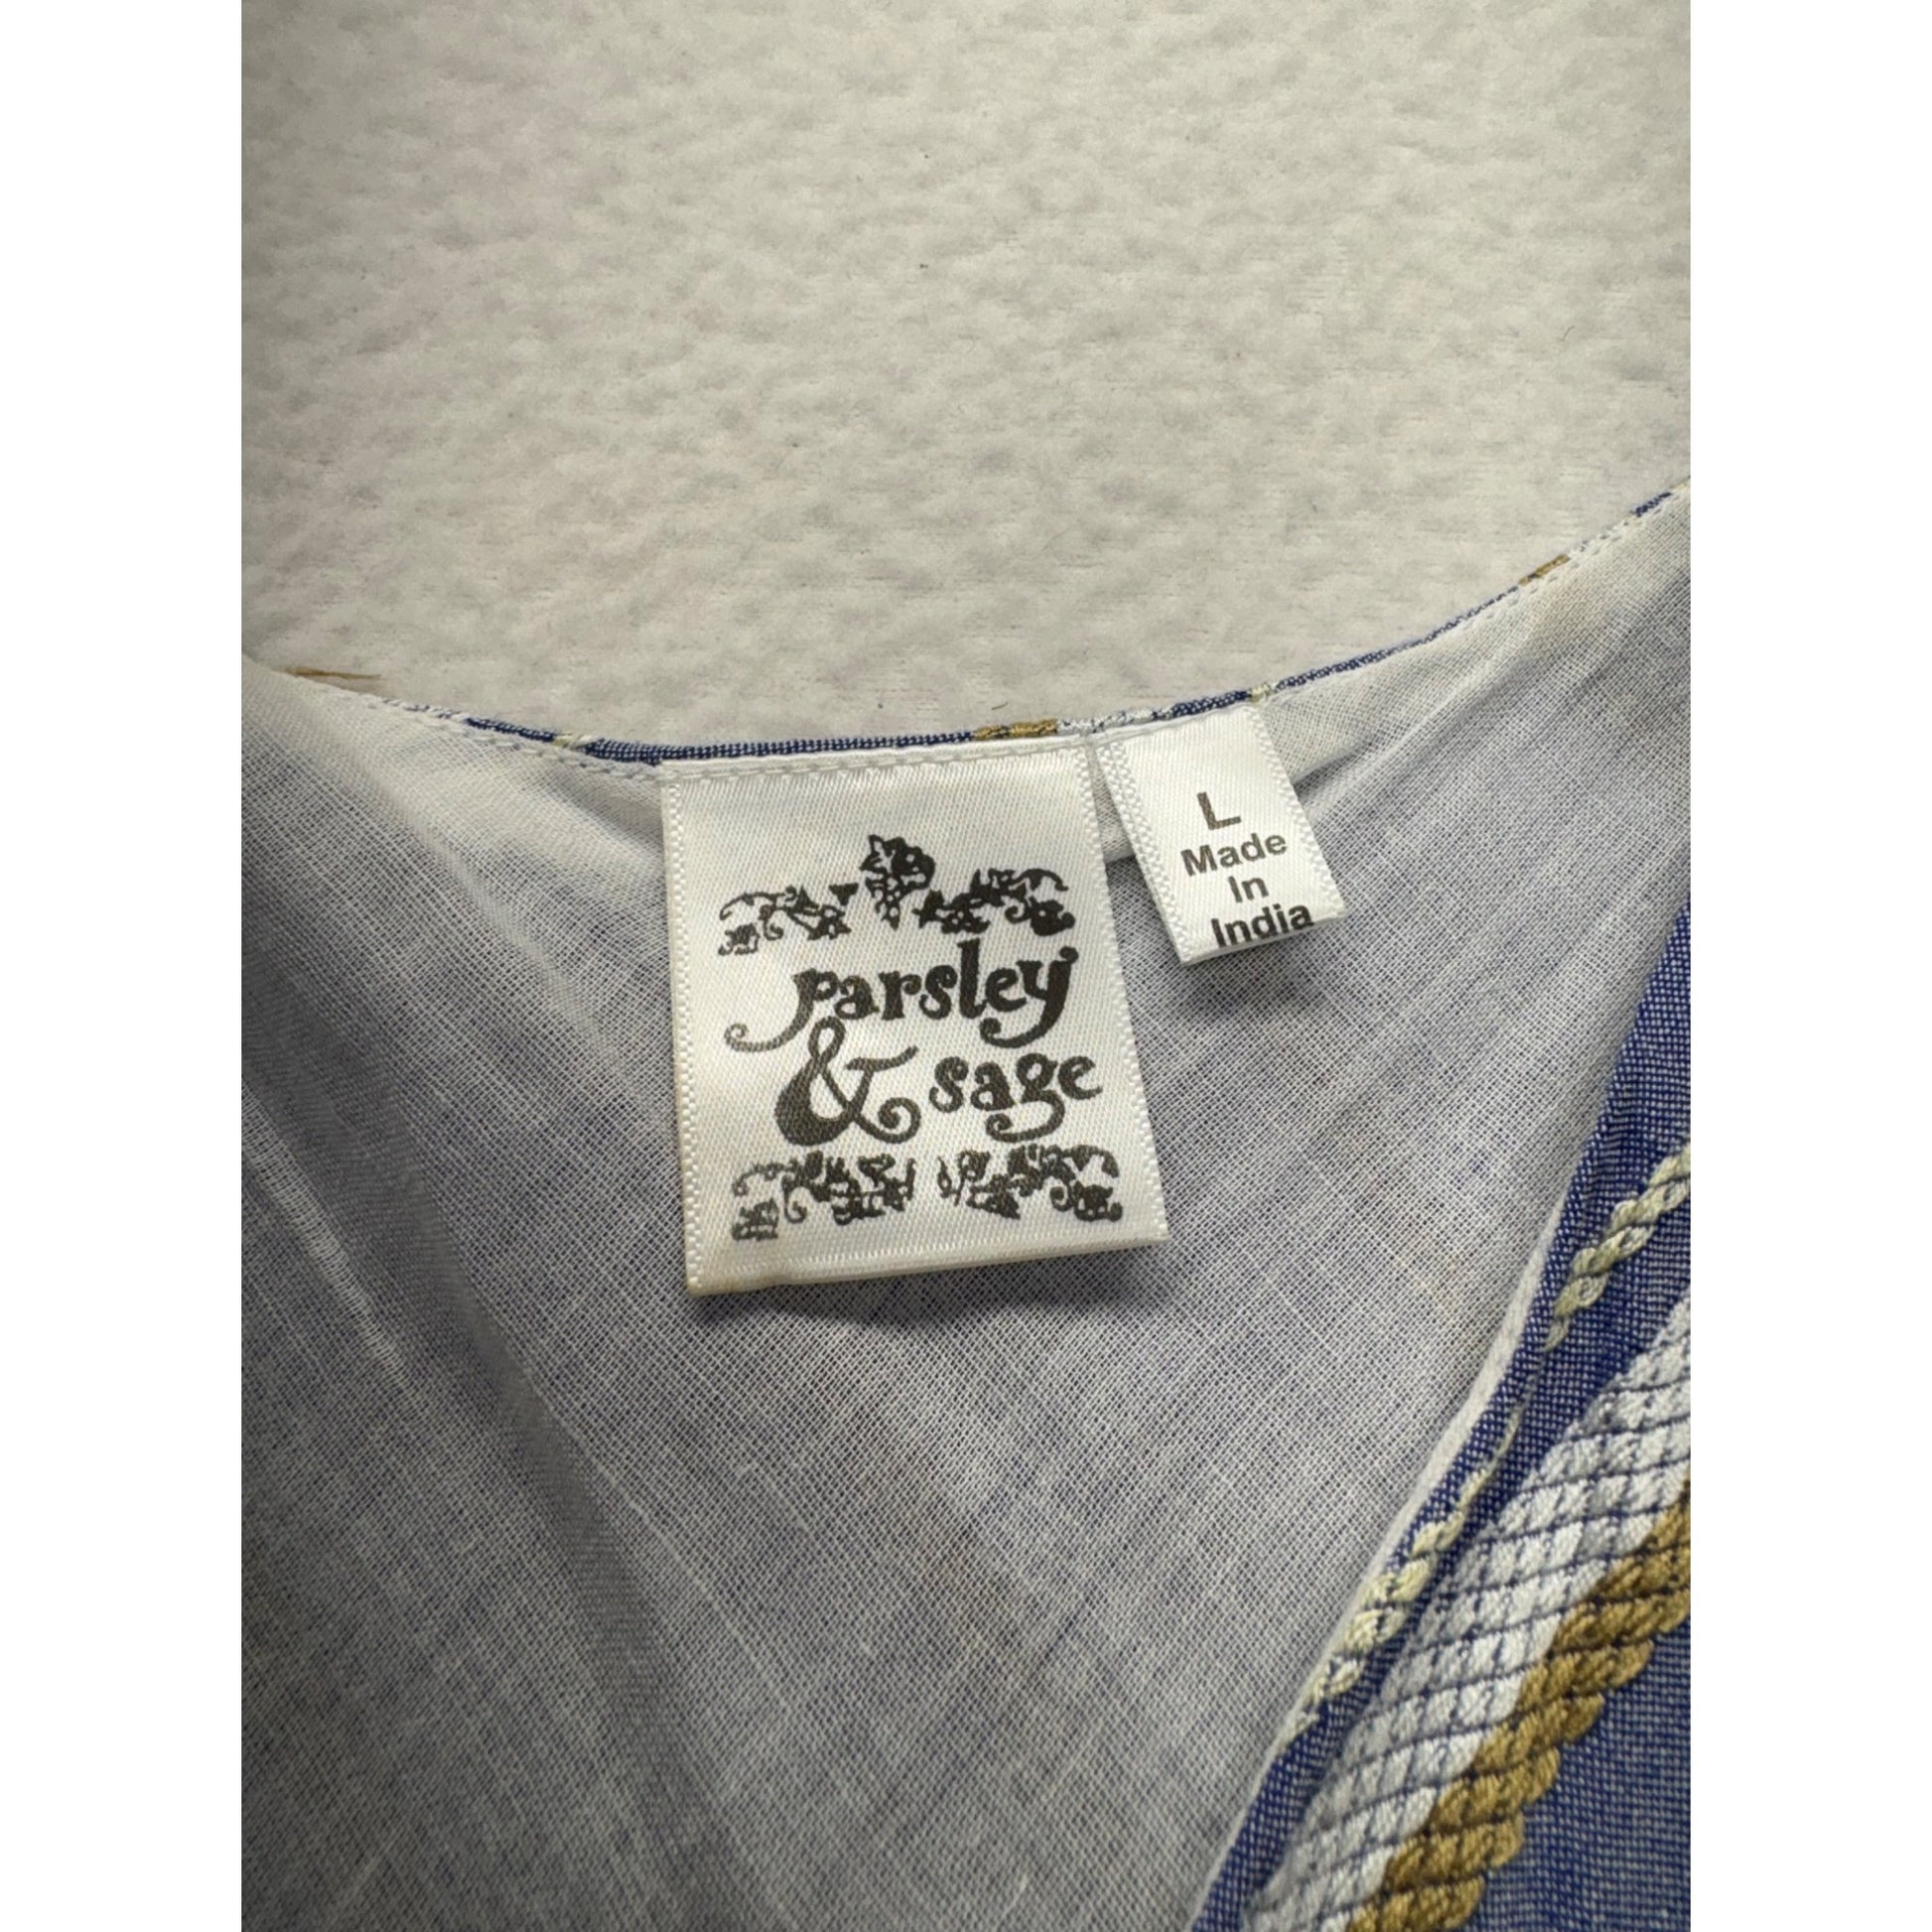 parsley
& sage
L
Made
In
India